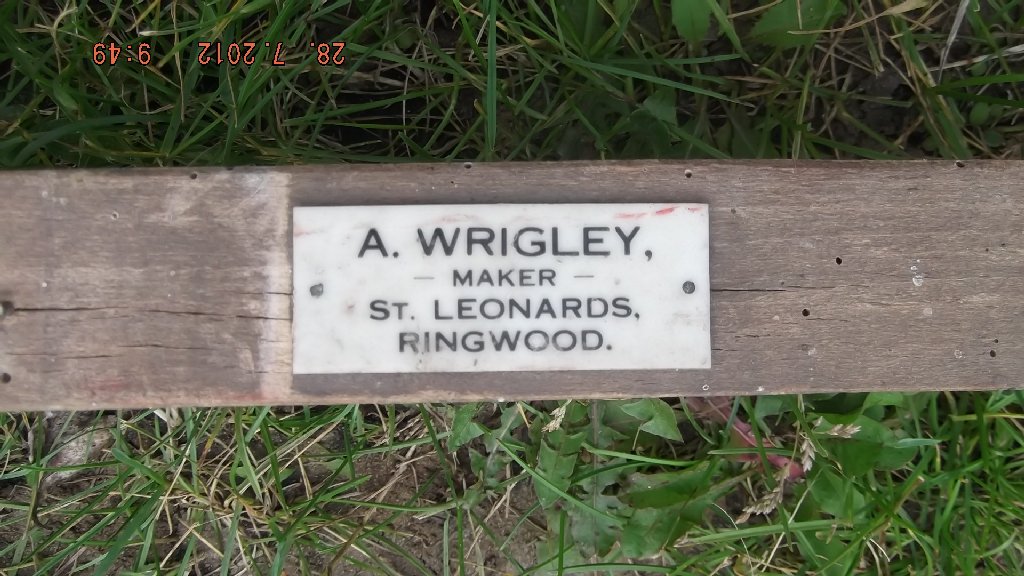 28. 7. 2012 9:49
A. WRIGLEY,
— MAKER —
ST. LEONARDS,
RINGWOOD.